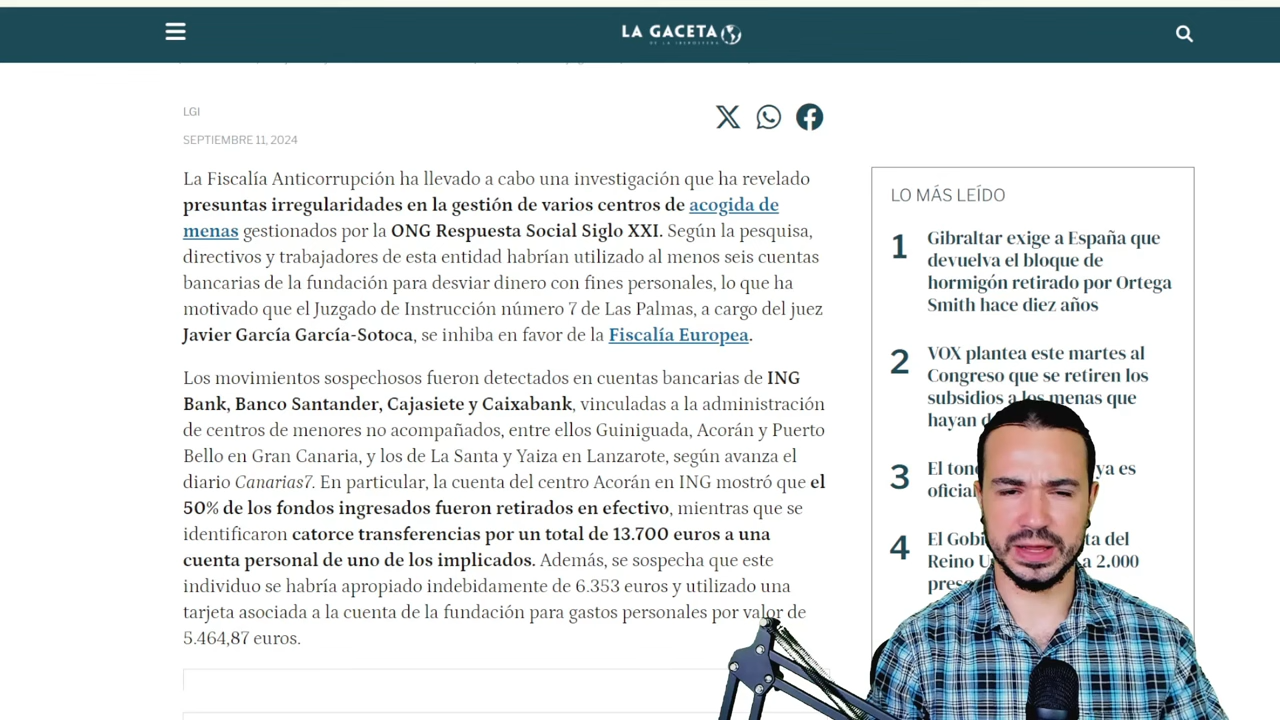 LA GACETA
DE LA IBEROSFERA
LGI
SEPTIEMBRE 11, 2024
La Fiscalía Anticorrupción ha llevado a cabo una investigación que ha revelado
presuntas irregularidades en la gestión de varios centros de acogida de
menas gestionados por la ONG Respuesta Social Siglo XXI. Según la pesquisa,
directivos y trabajadores de esta entidad habrían utilizado al menos seis cuentas
bancarias de la fundación para desviar dinero con fines personales, lo que ha
motivado que el Juzgado de Instrucción número 7 de Las Palmas, a cargo del juez
Javier García García-Sotoca, se inhiba en favor de la Fiscalía Europea.
Los movimientos sospechosos fueron detectados en cuentas bancarias de ING
Bank, Banco Santander, Cajasiete y Caixabank, vinculadas a la administración
de centros de menores no acompañados, entre ellos Guiniguada, Acorán y Puerto
Bello en Gran Canaria, y los de La Santa y Yaiza en Lanzarote, según avanza el
diario Canarias7. En particular, la cuenta del centro Acorán en ING mostró que el
50% de los fondos ingresados fueron retirados en efectivo, mientras que se
identificaron catorce transferencias por un total de 13.700 euros a una
cuenta personal de uno de los implicados. Además, se sospecha que este
individuo se habría apropiado indebidamente de 6.353 euros y utilizado una
tarjeta asociada a la cuenta de la fundación para gastos personales por valor de
5.464,87 euros.
LO MÁS LEÍDO
1
Gibraltar exige a España que
devuelva el bloque de
hormigón retirado por Ortega
Smith hace diez años
2
VOX plantea este martes al
Congreso que se retiren los
subsidios a los menas que
hayan
3
El ya es
4
El del
Reino 2.000